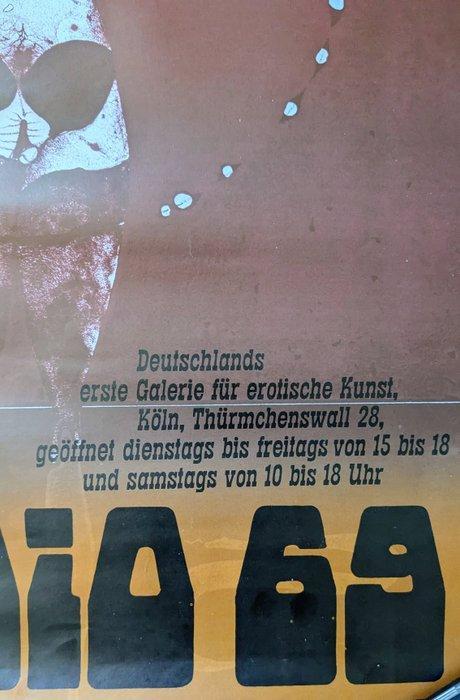 Deutschlands
erste Galerie für erotische Kunst,
Köln, Thürmchenswall 28,
geöffnet dienstags bis freitags von 15 bis 18
und samstags von 10 bis 18 Uhr
io 69